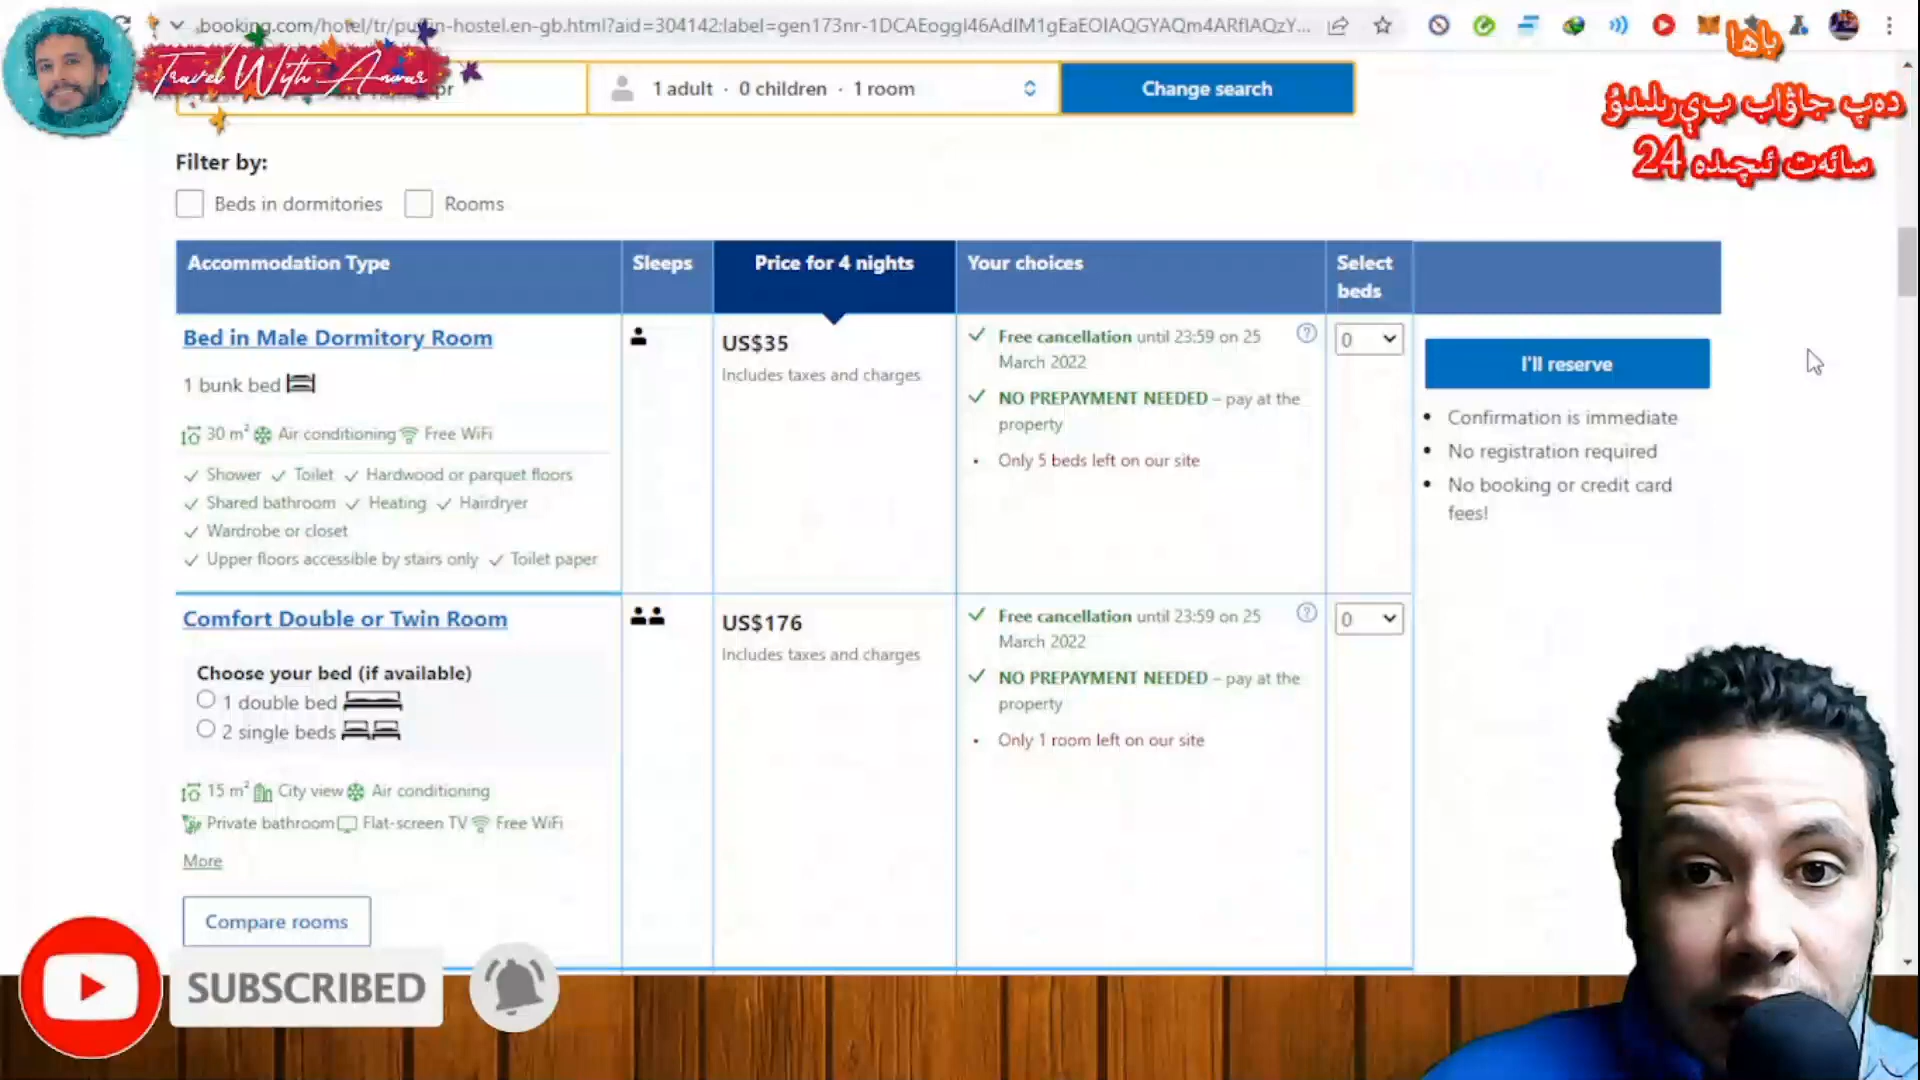 booking.com/hotel/tr/puffin-hostel.en-gb.html?aid=304142;label=gen173nr-1DCAEoggI46AdIM1gEaEOIAQGYAQm4ARfIAQzY...
Travel With Anwar
pr
1 adult · 0 children · 1 room
Change search
باھا
دەپ جاۋاب بېرىلىدۇ
24 سائەت ئىچىدە
Filter by:
Beds in dormitories
Rooms
Accommodation Type
Sleeps
Price for 4 nights
Your choices
Select beds
Bed in Male Dormitory Room
1 bunk bed
30 m² Air conditioning Free WiFi
✓ Shower ✓ Toilet ✓ Hardwood or parquet floors
✓ Shared bathroom ✓ Heating ✓ Hairdryer
✓ Wardrobe or closet
✓ Upper floors accessible by stairs only ✓ Toilet paper
US$35
Includes taxes and charges
✓ Free cancellation until 23:59 on 25
March 2022
✓ NO PREPAYMENT NEEDED – pay at the
property
• Only 5 beds left on our site
0
I'll reserve
• Confirmation is immediate
• No registration required
• No booking or credit card
fees!
Comfort Double or Twin Room
Choose your bed (if available)
1 double bed
2 single beds
15 m² City view Air conditioning
Private bathroom Flat-screen TV Free WiFi
More
US$176
Includes taxes and charges
✓ Free cancellation until 23:59 on 25
March 2022
✓ NO PREPAYMENT NEEDED – pay at the
property
• Only 1 room left on our site
0
Compare rooms
SUBSCRIBED